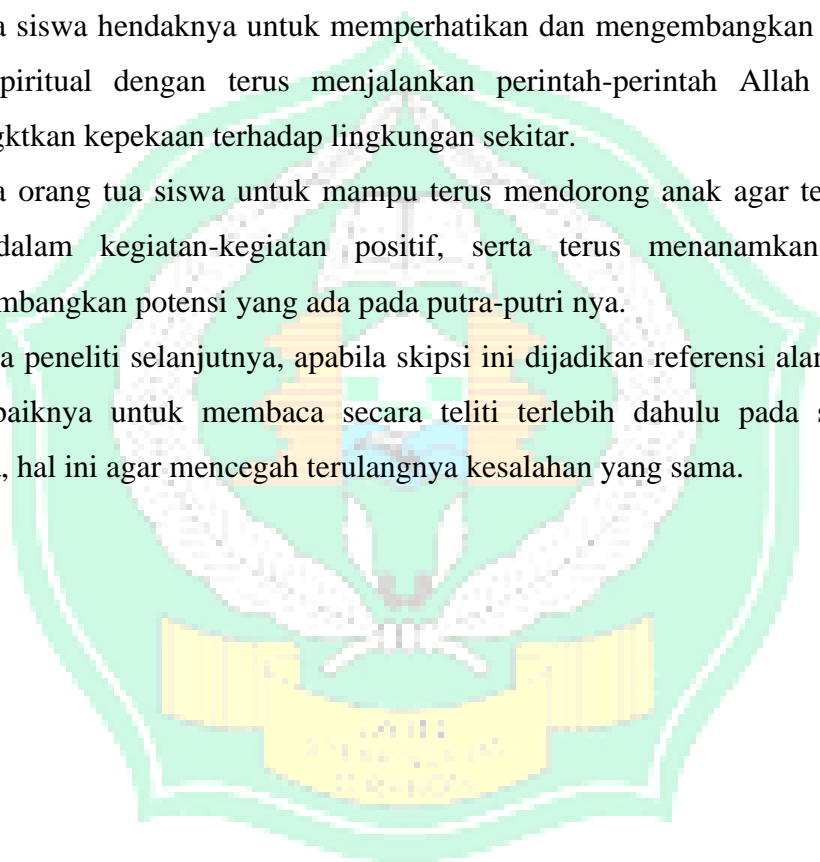 a siswa hendaknya untuk memperhatikan dan mengembangkan
piritual dengan terus menjalankan perintah-perintah Allah
gktkan kepekaan terhadap lingkungan sekitar.
a orang tua siswa untuk mampu terus mendorong anak agar te
dalam kegiatan-kegiatan positif, serta terus menanamkan
mbangkan potensi yang ada pada putra-putri nya.
a peneliti selanjutnya, apabila skipsi ini dijadikan referensi alan
baiknya untuk membaca secara teliti terlebih dahulu pada s
, hal ini agar mencegah terulangnya kesalahan yang sama.